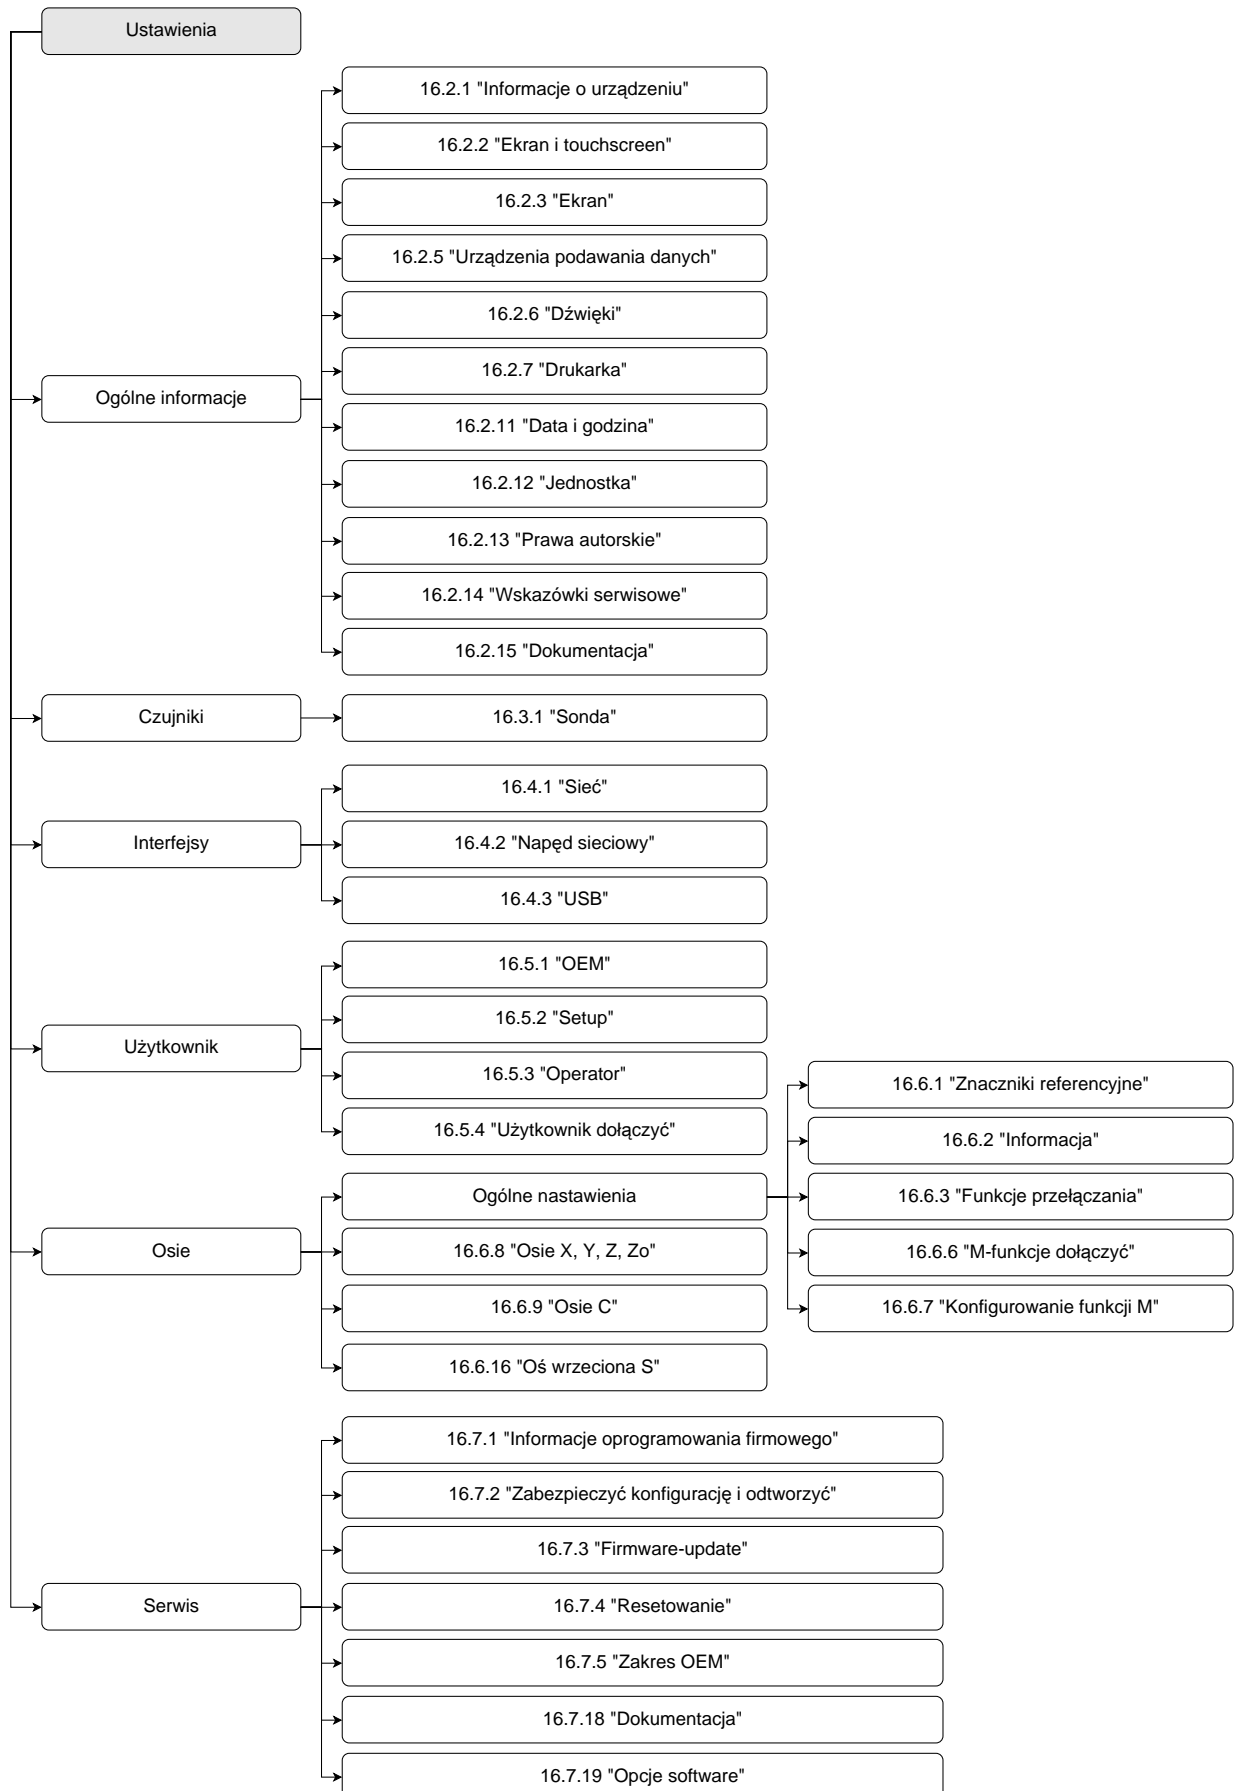 Ustawienia
Ogólne informacje
16.2.1 "Informacje o urządzeniu"
16.2.2 "Ekran i touchscreen"
16.2.3 "Ekran"
16.2.5 "Urządzenia podawania danych"
16.2.6 "Dźwięki"
16.2.7 "Drukarka"
16.2.11 "Data i godzina"
16.2.12 "Jednostka"
16.2.13 "Prawa autorskie"
16.2.14 "Wskazówki serwisowe"
16.2.15 "Dokumentacja"
Czujniki
16.3.1 "Sonda"
Interfejsy
16.4.1 "Sieć"
16.4.2 "Napęd sieciowy"
16.4.3 "USB"
Użytkownik
16.5.1 "OEM"
16.5.2 "Setup"
16.5.3 "Operator"
16.5.4 "Użytkownik dołączyć"
Osie
Ogólne nastawienia
16.6.1 "Znaczniki referencyjne"
16.6.2 "Informacja"
16.6.3 "Funkcje przełączania"
16.6.6 "M-funkcje dołączyć"
16.6.7 "Konfigurowanie funkcji M"
16.6.8 "Osie X, Y, Z, Zo"
16.6.9 "Osie C"
16.6.16 "Oś wrzeciona S"
Serwis
16.7.1 "Informacje oprogramowania firmowego"
16.7.2 "Zabezpieczyć konfigurację i odtworzyć"
16.7.3 "Firmware-update"
16.7.4 "Resetowanie"
16.7.5 "Zakres OEM"
16.7.18 "Dokumentacja"
16.7.19 "Opcje software"